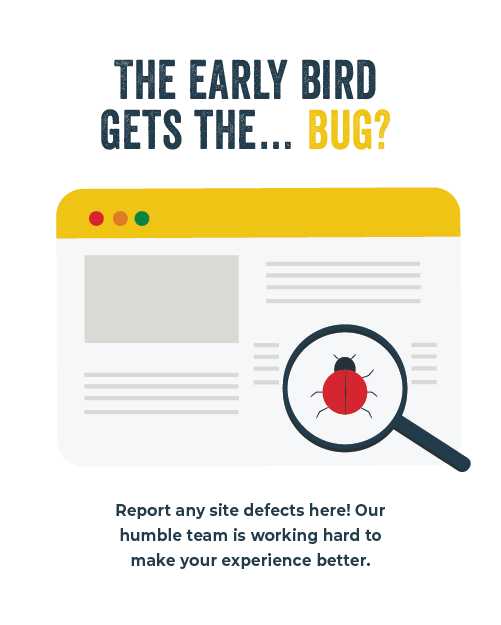 THE EARLY BIRD
GETS THE... BUG?
Report any site defects here! Our
humble team is working hard to
make your experience better.